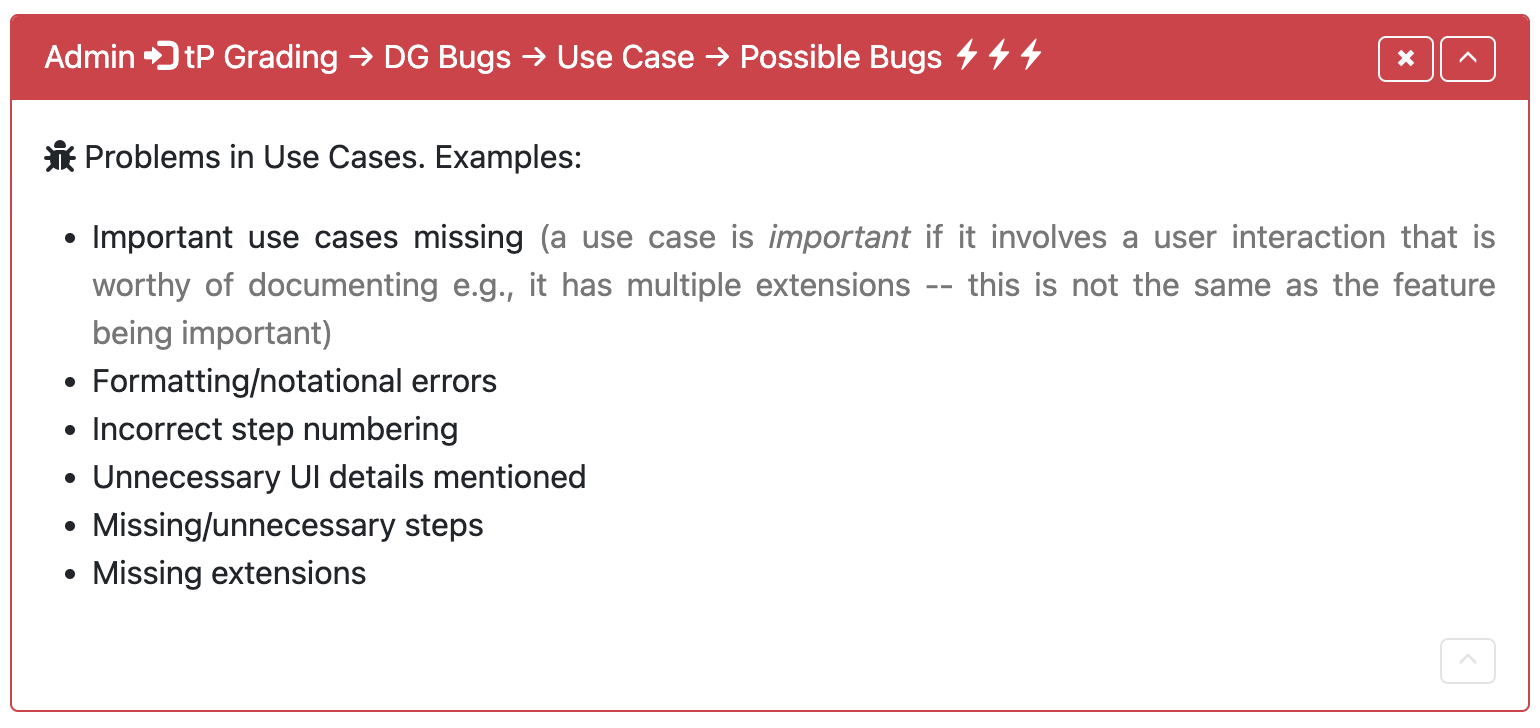 Admin tP Grading → DG Bugs → Use Case → Possible Bugs
Problems in Use Cases. Examples:
• Important use cases missing (a use case is important if it involves a user interaction that is
worthy of documenting e.g., it has multiple extensions -- this is not the same as the feature
being important)
• Formatting/notational errors
• Incorrect step numbering
• Unnecessary UI details mentioned
• Missing/unnecessary steps
• Missing extensions